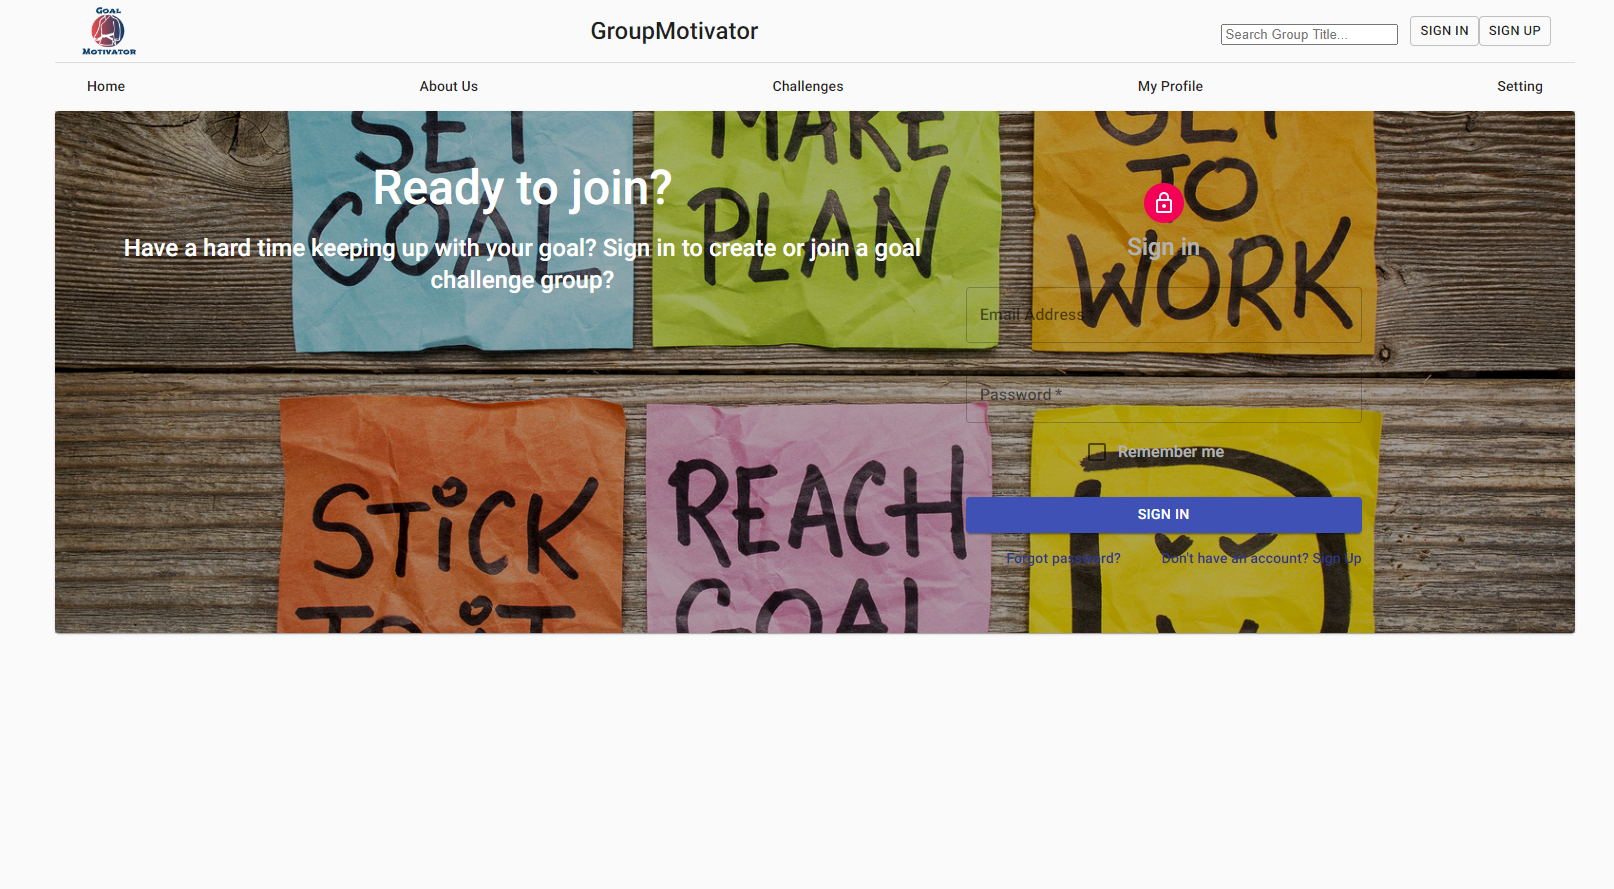 GOAL
MOTIVATOR
GroupMotivator
Search Group Title...
SIGN IN
SIGN UP
Home
About Us
Challenges
My Profile
Setting
SET
GOAL
MAKE
PLAN
GET
TO
WORK
Ready to join?
Have a hard time keeping up with your goal? Sign in to create or join a goal
challenge group?
Sign in
Email Address *
Password *
Remember me
SIGN IN
Forgot password?
Don't have an account? Sign Up
STiCK
TO iT
REACH
GOAL